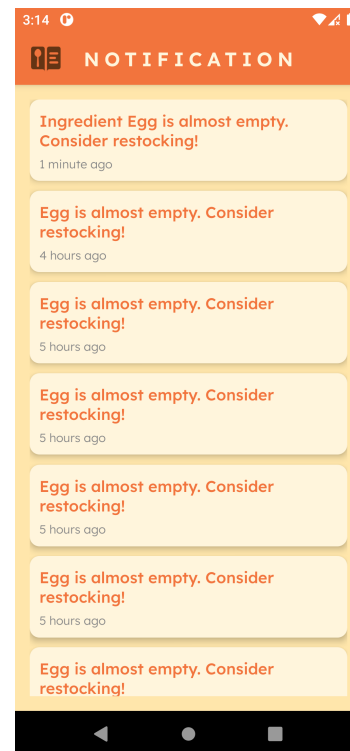 3:14
NOTIFICATION
Ingredient Egg is almost empty.
Consider restocking!
1 minute ago
Egg is almost empty. Consider
restocking!
4 hours ago
Egg is almost empty. Consider
restocking!
5 hours ago
Egg is almost empty. Consider
restocking!
5 hours ago
Egg is almost empty. Consider
restocking!
5 hours ago
Egg is almost empty. Consider
restocking!
5 hours ago
Egg is almost empty. Consider
restocking!